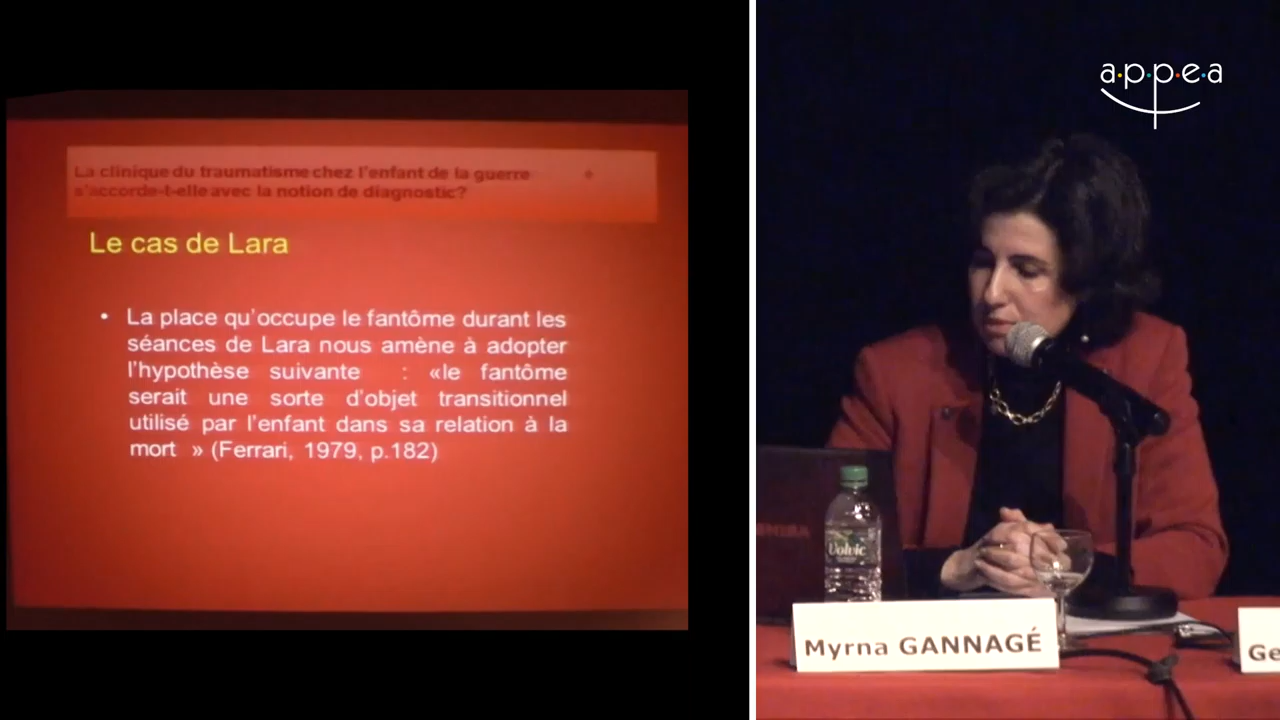 La clinique du traumatisme chez l'enfant de la guerre
s'accorde-t-elle avec la notion de diagnostic?
Le cas de Lara
• La place qu'occupe le fantôme durant les
séances de Lara nous amène à adopter
l'hypothèse suivante : «le fantôme
serait une sorte d'objet transitionnel
utilisé par l'enfant dans sa relation à la
mort » (Ferrari, 1979, p.182)
a·p·p·e·a
Volvic
Myrna GANNAGÉ
Ge